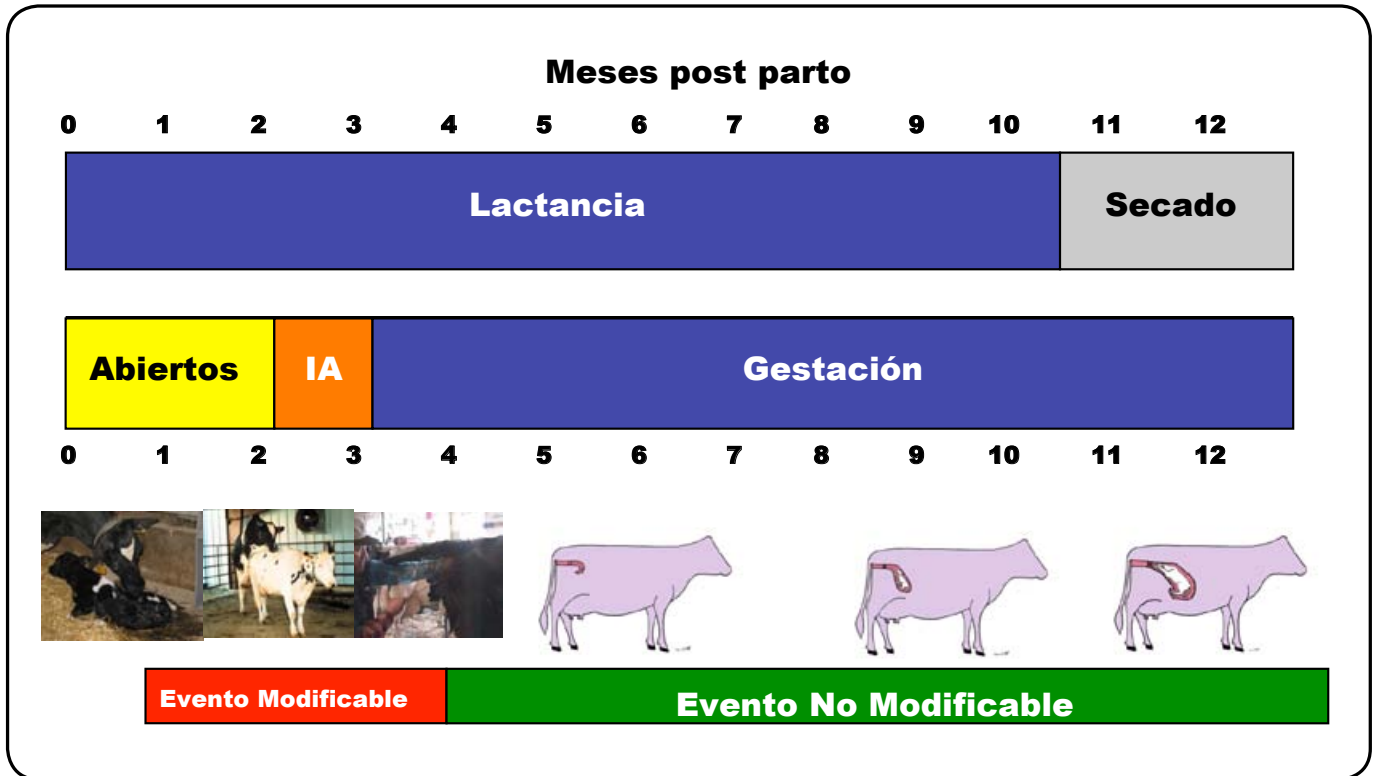 Meses post parto
0 1 2 3 4 5 6 7 8 9 10 11 12
Lactancia Secado
Abiertos IA Gestación
0 1 2 3 4 5 6 7 8 9 10 11 12
Evento Modificable Evento No Modificable